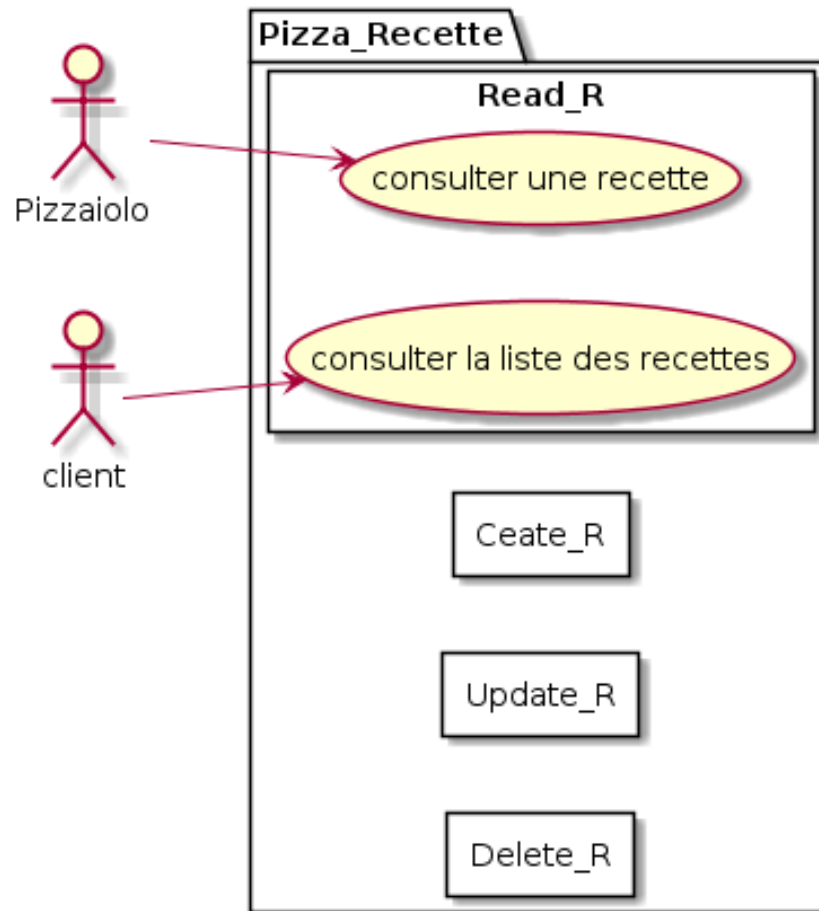 Pizza_Recette
Read_R
consulter une recette
Pizzaiolo
consulter la liste des recettes
client
Ceate_R
Update_R
Delete_R